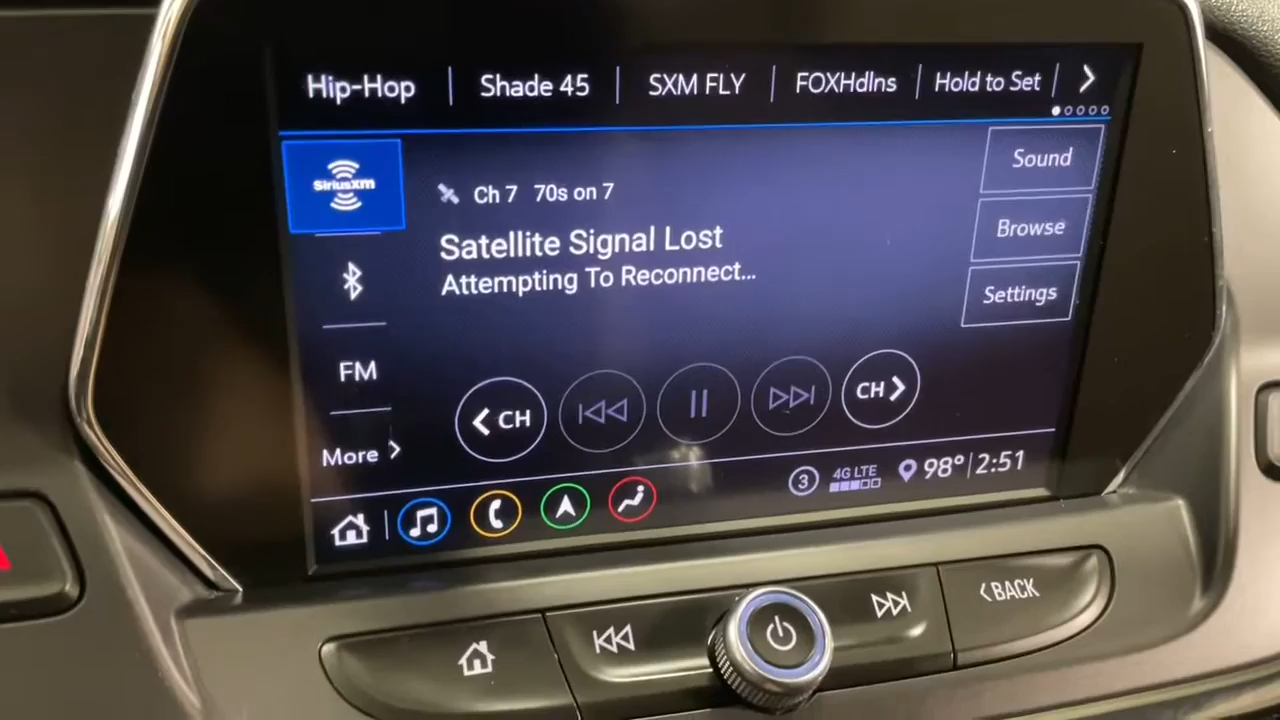 Hip-Hop | Shade 45 | SXM FLY | FOXHdlns | Hold to Set
SiriusXm
Ch 7 70s on 7
Satellite Signal Lost
Attempting To Reconnect...
Sound
Browse
Settings
FM
More
CH
CH
3 4G LTE 98° 2:51
BACK